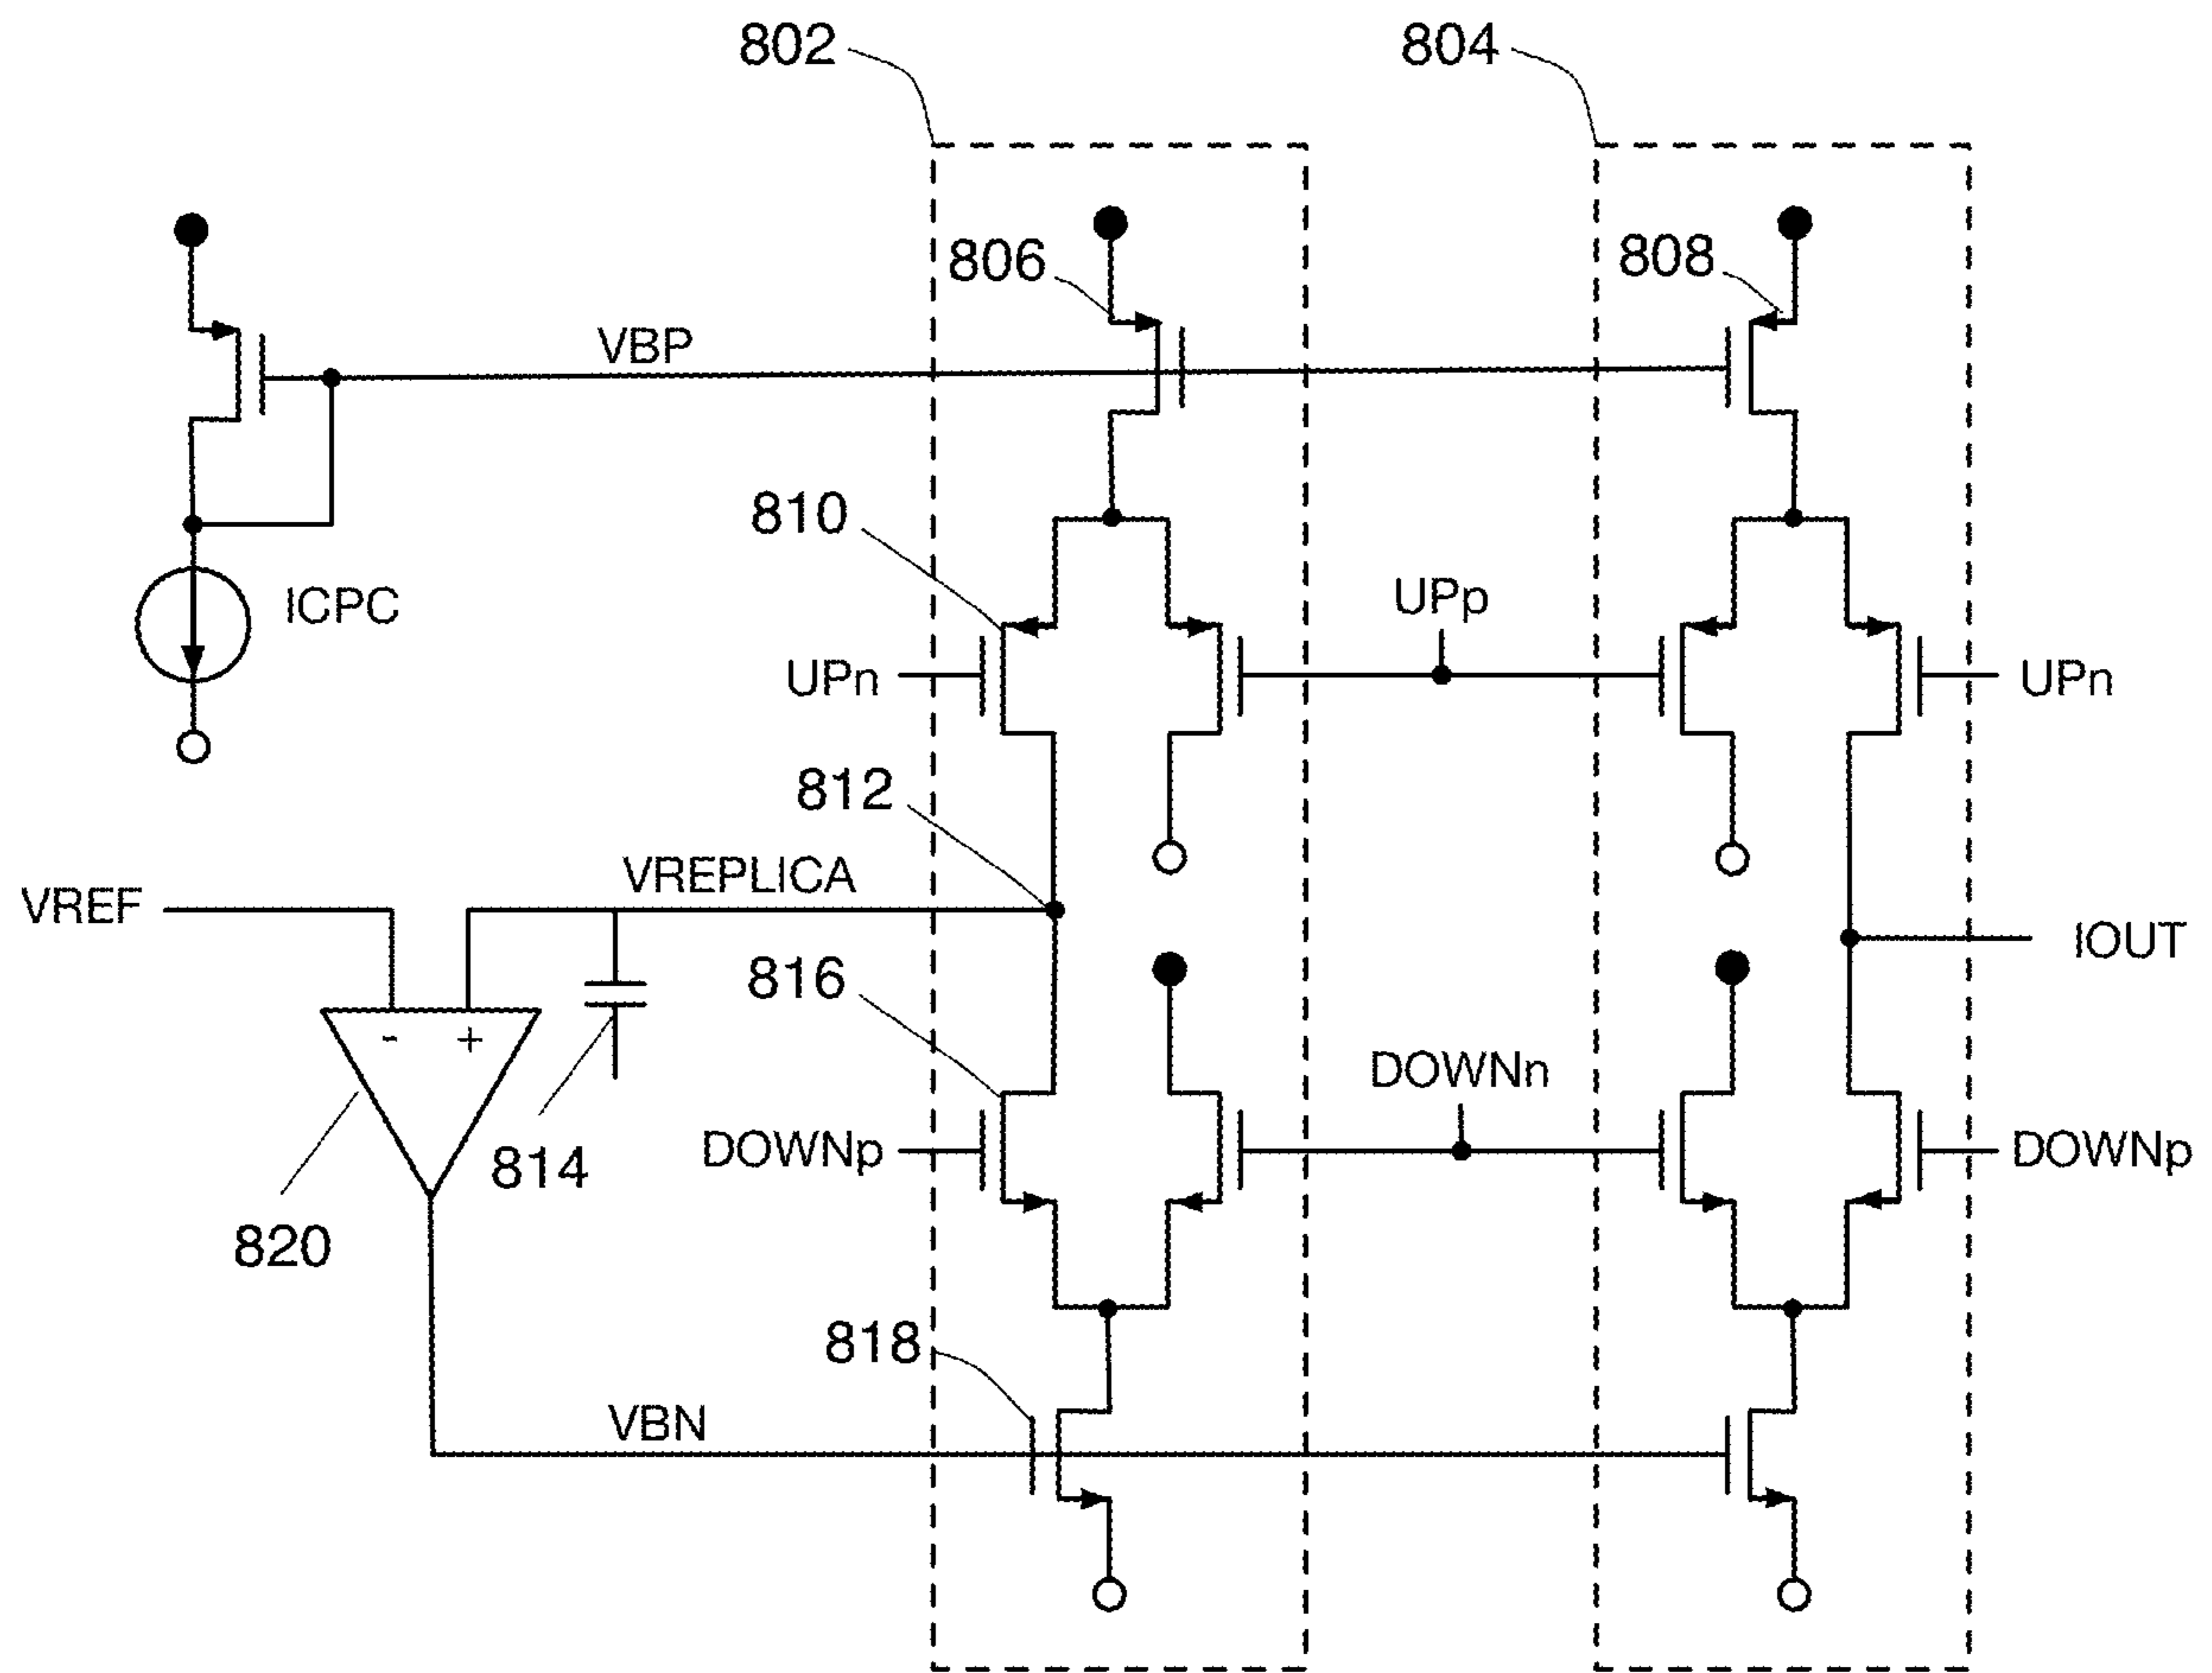 802
804
806
808
VBP
810
ICPC
UPp
UPn
UPn
812
VREPLICA
VREF
IOUT
816
- +
DOWNn
814
DOWNp
DOWNp
820
818
VBN